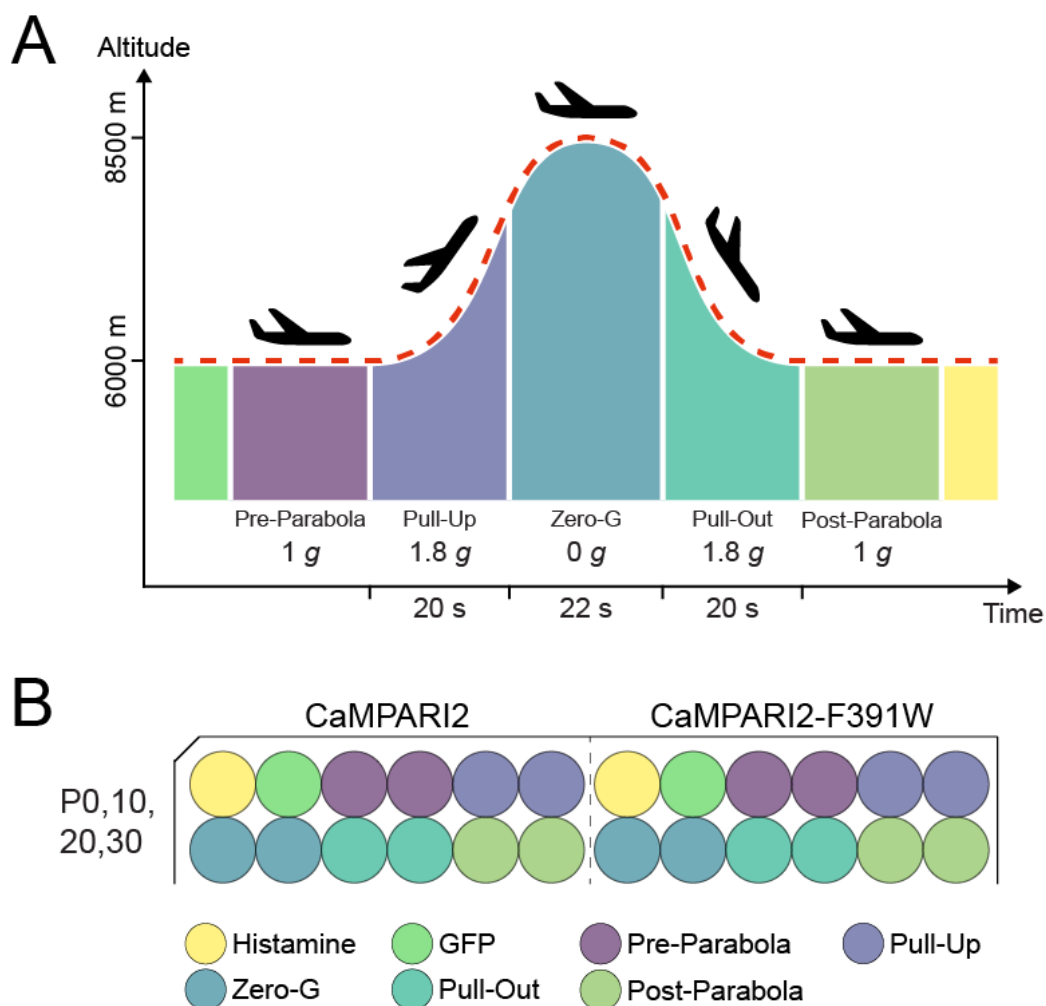 A
Altitude
8500 m
6000 m
Pre-Parabola Pull-Up Zero-G Pull-Out Post-Parabola
1 g 1.8 g 0 g 1.8 g 1 g
20 s 22 s 20 s
Time
B
CaMPARI2 CaMPARI2-F391W
P0,10,
20,30
Histamine GFP Pre-Parabola Pull-Up
Zero-G Pull-Out Post-Parabola